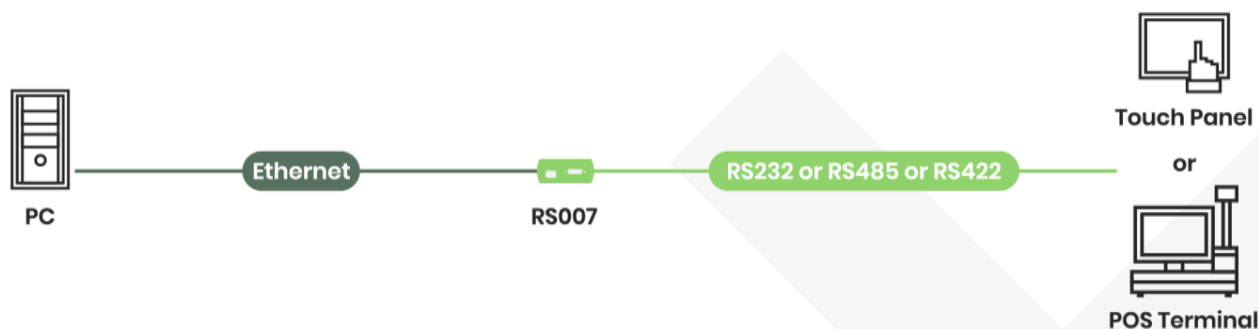 Touch Panel
Ethernet
RS232 or RS485 or RS422
or
PC
RS007
POS Terminal